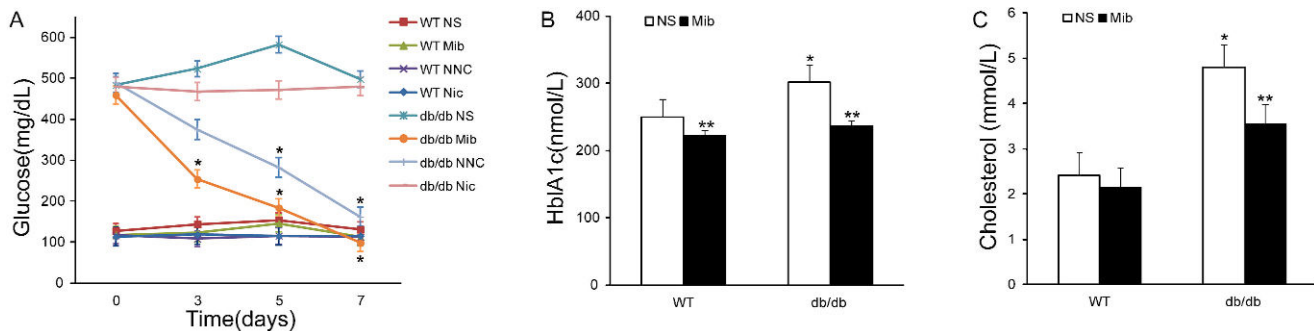 A
Glucose(mg/dL)
600
500
400
300
200
100
0
*
*
*
*
*
0 3 5 7
Time(days)
WT NS
WT Mib
WT NNC
WT Nic
db/db NS
db/db Mib
db/db NNC
db/db Nic
B
NS Mib
HblA1c(nmol/L)
400
300
250
200
0
**
*
**
WT db/db
C
NS Mib
Cholesterol (mmol/L)
6
5
4
3
2
1
0
*
**
WT db/db